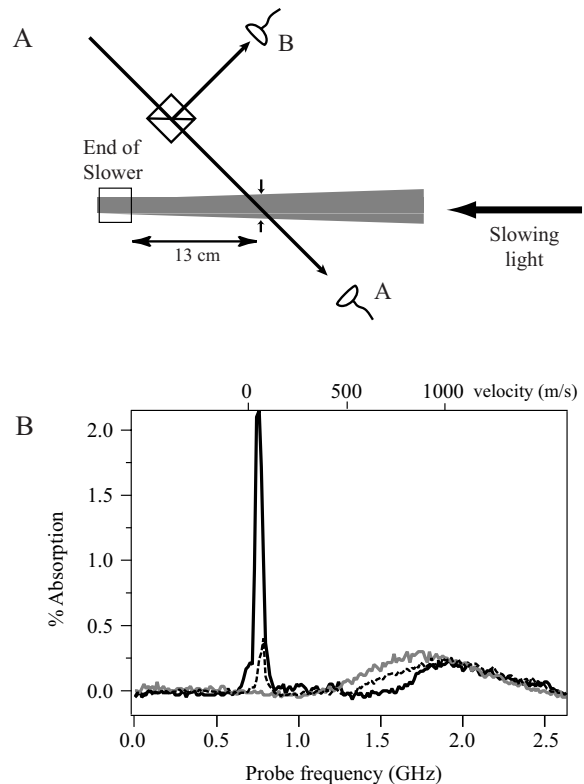 A
B
End of
Slower
13 cm
Slowing
light
A
B
0 500 1000 velocity (m/s)
2.0
1.5
1.0
0.5
0.0
% Absorption
0.0 0.5 1.0 1.5 2.0 2.5
Probe frequency (GHz)